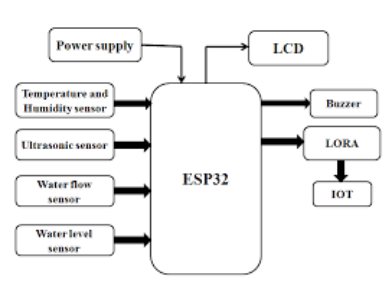 Power supply
LCD
Temperature and
Humidity sensor
Buzzer
Ultrasonic sensor
LORA
ESP32
Water flow
sensor
IOT
Water level
sensor